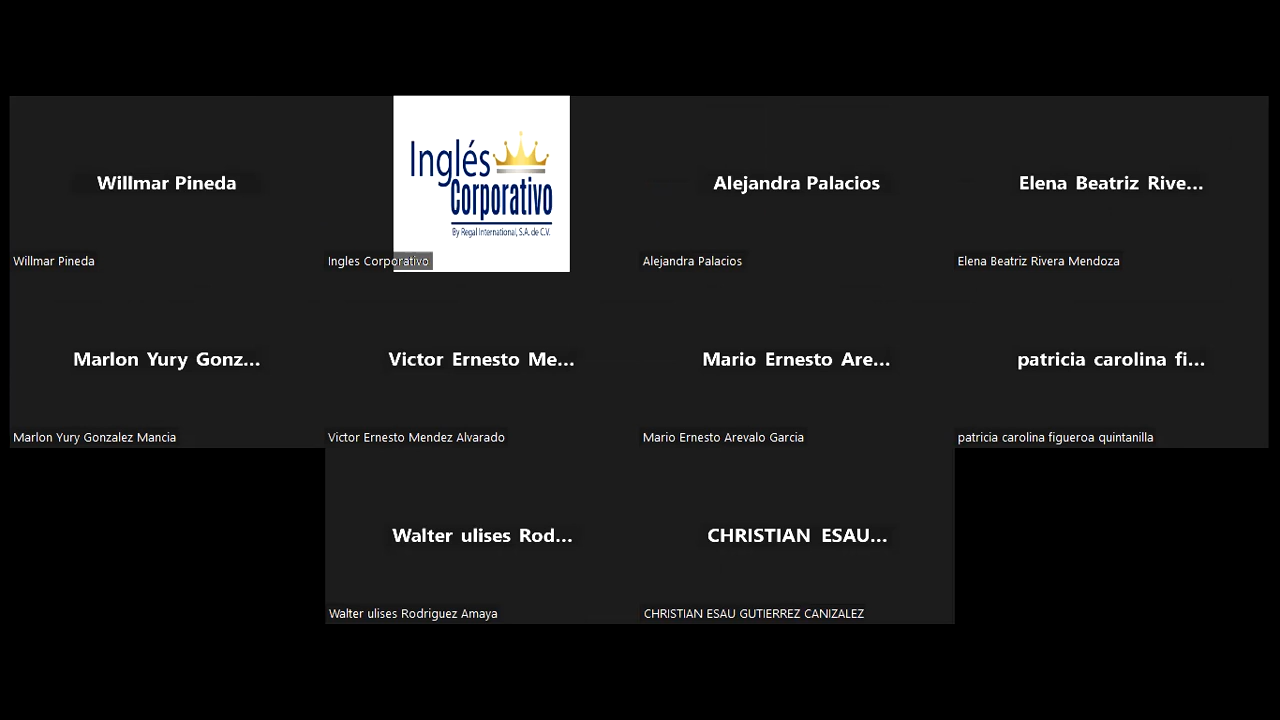 Willmar Pineda
Willmar Pineda
Inglés
Corporativo
By Regal International, S.A. de C.V.
Ingles Corporativo
Alejandra Palacios
Alejandra Palacios
Elena Beatriz Rive...
Elena Beatriz Rivera Mendoza
Marlon Yury Gonz...
Marlon Yury Gonzalez Mancia
Victor Ernesto Me...
Victor Ernesto Mendez Alvarado
Mario Ernesto Are...
Mario Ernesto Arevalo Garcia
patricia carolina fi...
patricia carolina figueroa quintanilla
Walter ulises Rod...
Walter ulises Rodriguez Amaya
CHRISTIAN ESAU...
CHRISTIAN ESAU GUTIERREZ CANIZALEZ